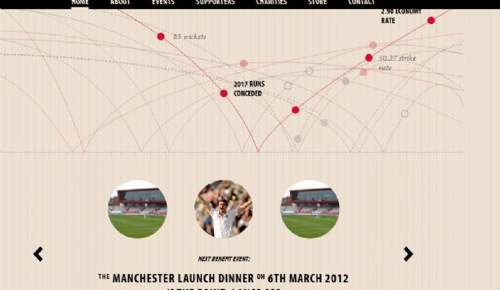 HOME ABOUT EVENTS SUPPORTERS CHARITIES STORE CONTACT
2.90 ECONOMY
RATE
83 wickets
50.27 strike
rate
2017 RUNS
CONCEDED
NEXT BENEFIT EVENT:
THE MANCHESTER LAUNCH DINNER ON 6TH MARCH 2012